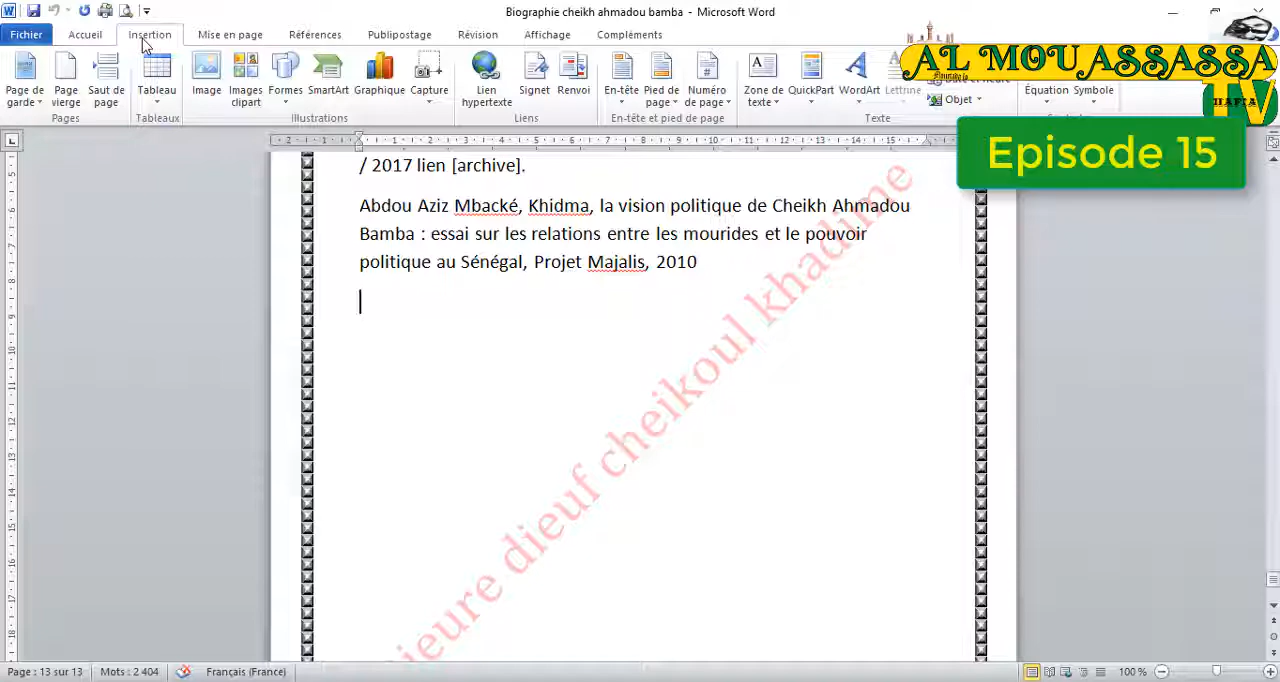 Biographie cheikh ahmadou bamba - Microsoft Word
Fichier Accueil Insertion Mise en page Références Publipostage Révision Affichage Compléments
Page de garde Page vierge Saut de page Tableau Image Images clipart Formes SmartArt Graphique Capture Lien hypertexte Signet Renvoi En-tête Pied de page Numéro de page Zone de texte QuickPart WordArt Lettrine Objet Équation Symbole
Pages Tableaux Illustrations Liens En-tête et pied de page Texte
AL MOUASSASSA
TV
Episode 15
/ 2017 lien [archive].
Abdou Aziz Mbacké, Khidma, la vision politique de Cheikh Ahmadou
Bamba : essai sur les relations entre les mourides et le pouvoir
politique au Sénégal, Projet Majalis, 2010
dieuf cheikoul khadime
Page : 13 sur 13 Mots : 2 404 Français (France) 100 %